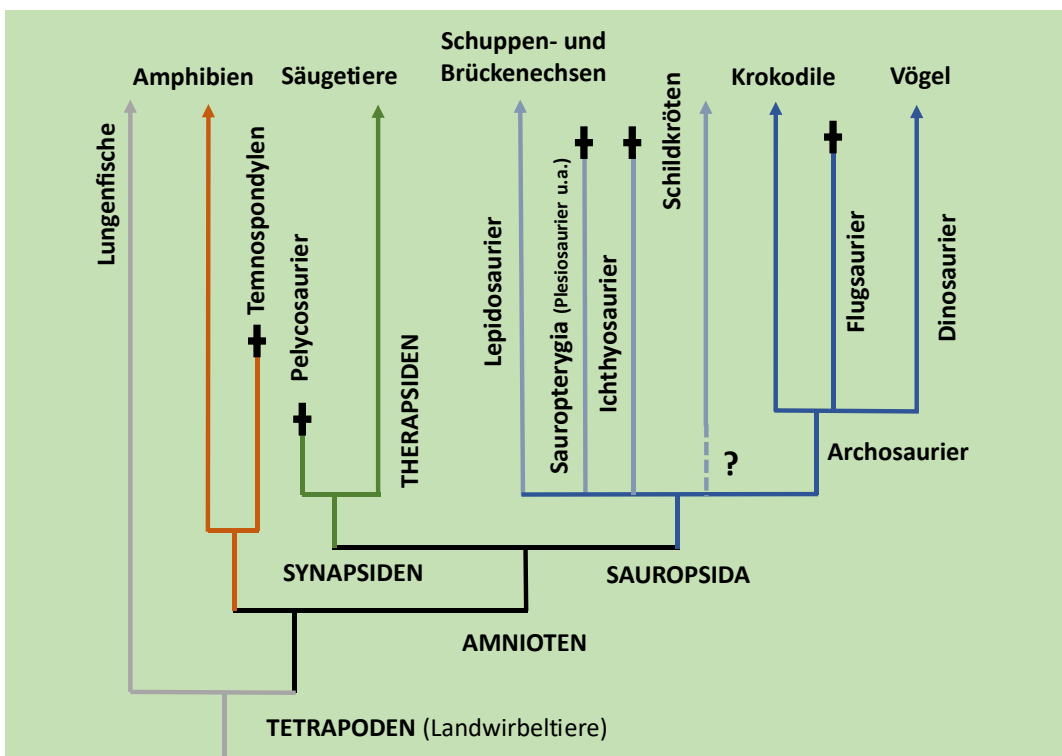 Schuppen- und
Brückenechsen
Amphibien
Säugetiere
Krokodile
Vögel
Lungenfische
Temnospondylen
Pelycosaurier
THERAPSIDEN
Lepidosaurier
Sauropterygia (Plesiosaurier u.a.)
Ichthyosaurier
Schildkröten
Flugsaurier
Dinosaurier
?
Archosaurier
SYNAPSIDEN
SAUROPSIDA
AMNIOTEN
TETRAPODEN (Landwirbeltiere)